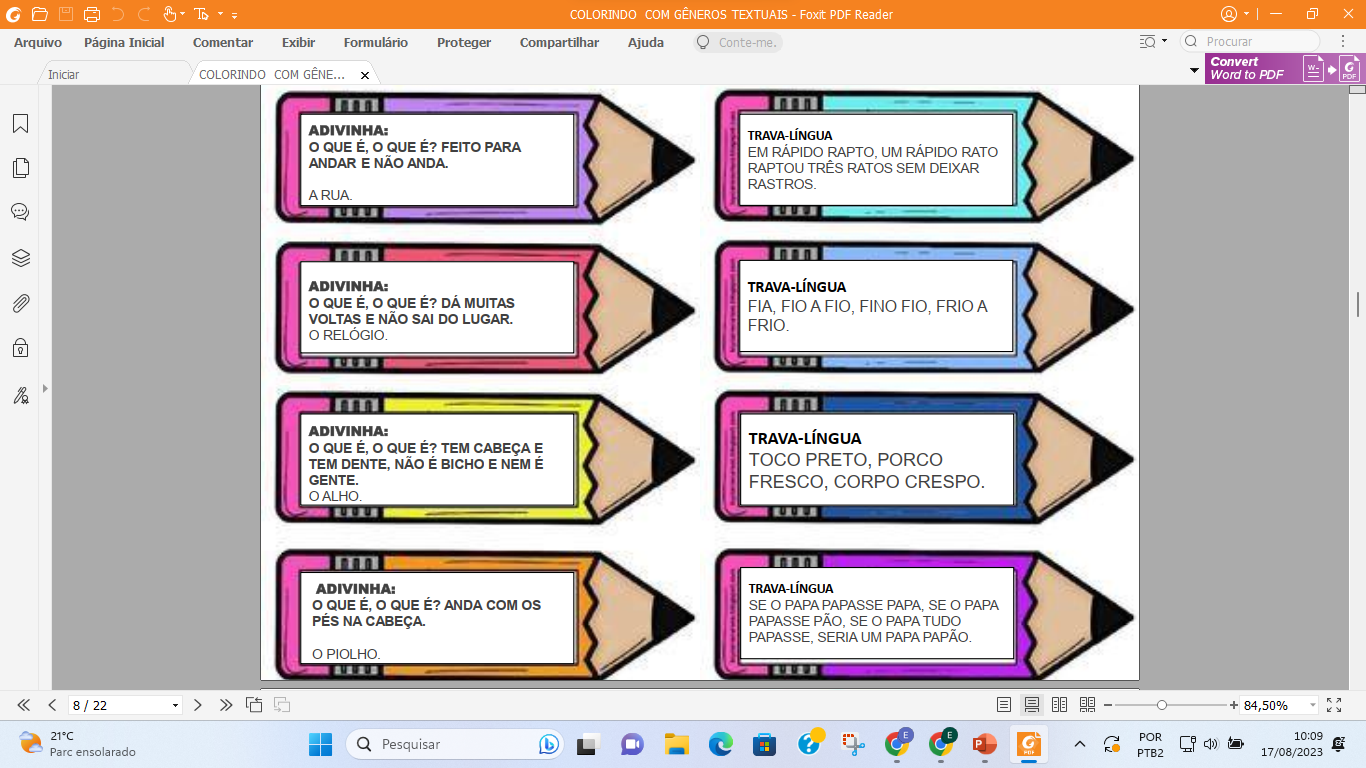 COLORINDO COM GÊNEROS TEXTUAIS - Foxit PDF Reader
Arquivo Página Inicial Comentar Exibir Formulário Proteger Compartilhar Ajuda Conte-me. Procurar
Iniciar COLORINDO COM GÊNE... Convert
Word to PDF
ADIVINHA:
O QUE É, O QUE É? FEITO PARA
ANDAR E NÃO ANDA.
A RUA.
TRAVA-LÍNGUA
EM RÁPIDO RAPTO, UM RÁPIDO RATO
RAPTOU TRÊS RATOS SEM DEIXAR
RASTROS.
ADIVINHA:
O QUE É, O QUE É? DÁ MUITAS
VOLTAS E NÃO SAI DO LUGAR.
O RELÓGIO.
TRAVA-LÍNGUA
FIA, FIO A FIO, FINO FIO, FRIO A
FRIO.
ADIVINHA:
O QUE É, O QUE É? TEM CABEÇA E
TEM DENTE, NÃO É BICHO E NEM É
GENTE.
O ALHO.
TRAVA-LÍNGUA
TOCO PRETO, PORCO
FRESCO, CORPO CRESPO.
ADIVINHA:
O QUE É, O QUE É? ANDA COM OS
PÉS NA CABEÇA.
O PIOLHO.
TRAVA-LÍNGUA
SE O PAPA PAPASSE PAPA, SE O PAPA
PAPASSE PÃO, SE O PAPA TUDO
PAPASSE, SERIA UM PAPA PAPÃO.
8 / 22 84,50%
21°C
Parc ensolarado
Pesquisar
POR
PTB2
10:09
17/08/2023